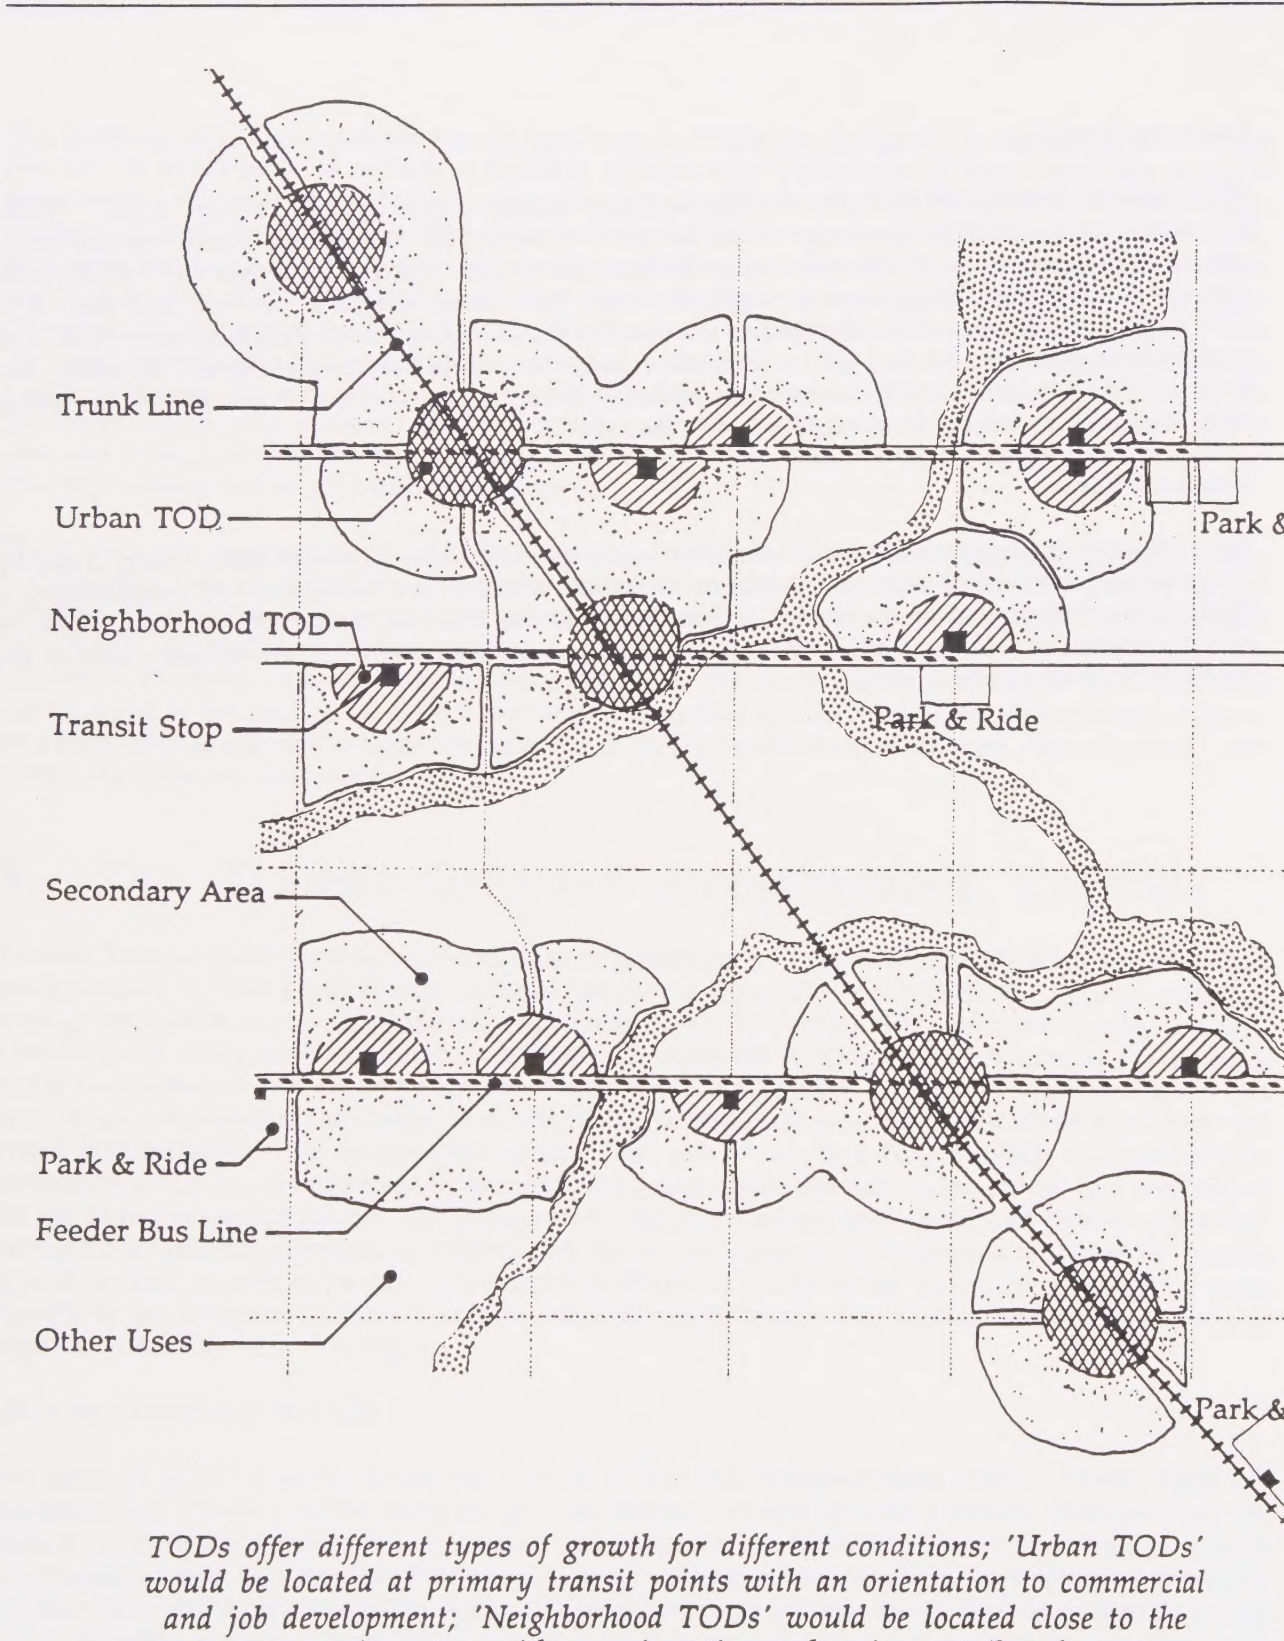 Trunk Line
Urban TOD
Park &
Neighborhood TOD
Transit Stop
Park & Ride
Secondary Area
Park & Ride
Feeder Bus Line
Other Uses
Park &
TODs offer different types of growth for different conditions; 'Urban TODs'
would be located at primary transit points with an orientation to commercial
and job development; 'Neighborhood TODs' would be located close to the